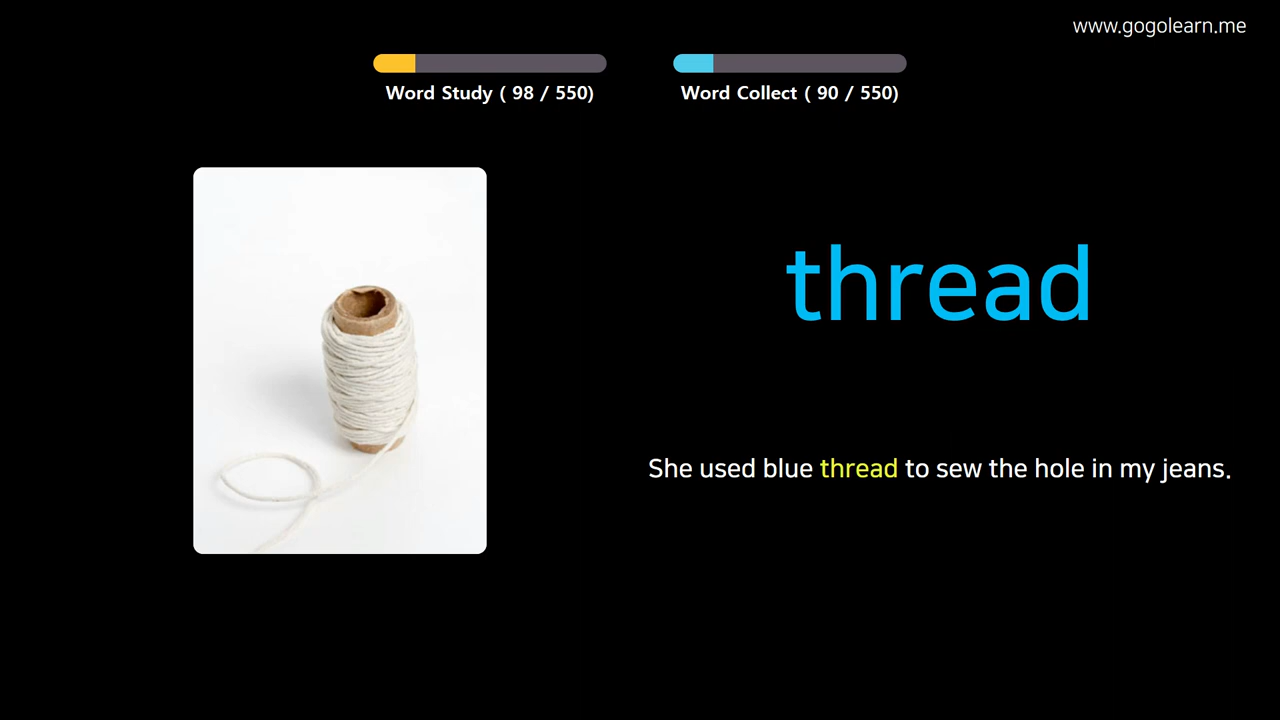 www.gogolearn.me
Word Study ( 98 / 550)
Word Collect ( 90 / 550)
thread
She used blue thread to sew the hole in my jeans.